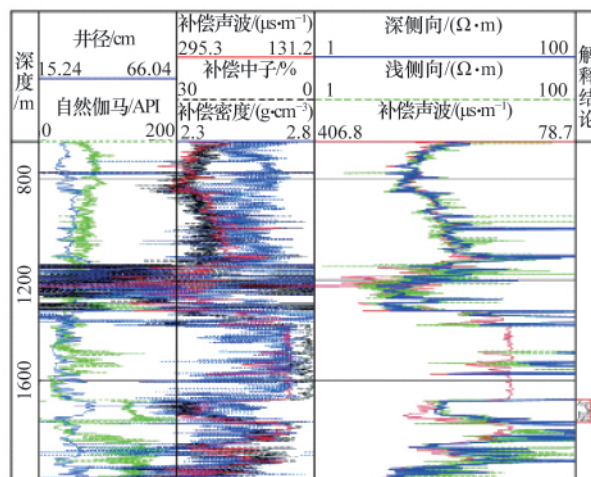 深度/m
井径/cm
15.24 66.04
自然伽马/API
0 200
补偿声波/(μs·m⁻¹)
295.3 131.2
补偿中子/%
30 0
补偿密度/(g·cm⁻³)
2.3 2.8
深侧向/(Ω·m)
1 100
浅侧向/(Ω·m)
1 100
补偿声波/(μs·m⁻¹)
406.8 78.7
解释结论
800
1200
1600